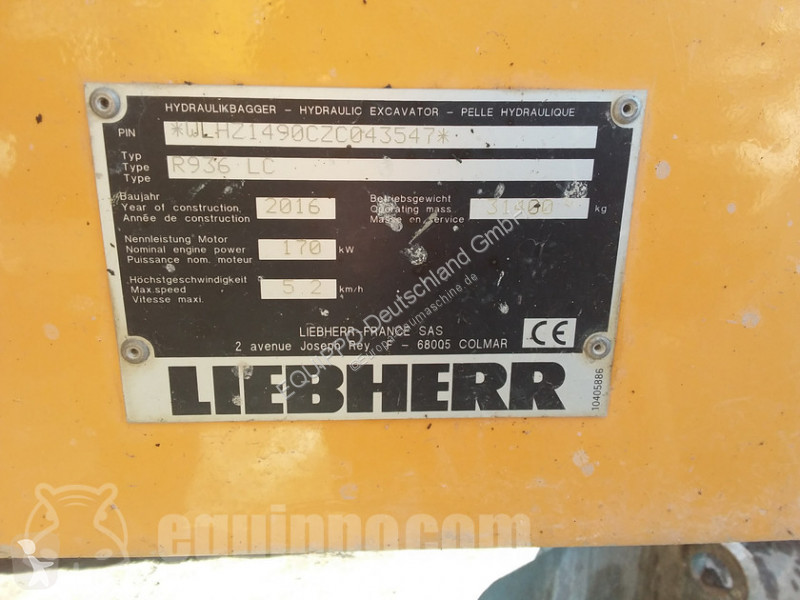 HYDRAULIKBAGGER - HYDRAULIC EXCAVATOR - PELLE HYDRAULIQUE
PIN *WLHZ1490CZC043547*
Typ
Type R936 LC
Type
Baujahr
Year of construction 2016
Année de construction
Betriebsgewicht
Operating mass 31400 kg
Masse en service
Nennleistung Motor
Nominal engine power 170 kW
Puissance nom. moteur
Höchstgeschwindigkeit
Max.speed 5.2 km/h
Vitesse maxi.
LIEBHERR-FRANCE SAS
2 avenue Joseph Rey - 68005 COLMAR
CE
LIEBHERR
10405886
EQUIPPO Deutschland GmbH
equippo.com